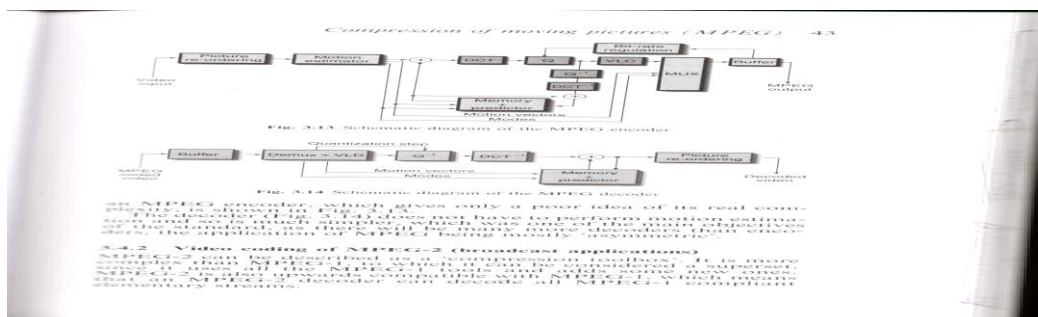 Compression of moving pictures (MPEG) 43
Bit-rate
regulation
Picture
re-ordering
Motion
estimator
+
DCT
Q
VLC
MUX
Buffer
Q⁻¹
DCT⁻¹
+
Video
input
MPEG
output
Memory
+
predictor
Motion vectors
Modes
Fig. 3.13 Schematic diagram of the MPEG encoder
Quantization step
Buffer
Demux + VLD
Q⁻¹
DCT⁻¹
+
Picture
re-ordering
MPEG
coded
video
Motion vectors
Modes
Memory
+
predictor
Decoded
video
Fig. 3.14 Schematic diagram of the MPEG decoder
an MPEG encoder, which gives only a poor idea of its real com-
plexity, is shown in Fig. 3.13.
The decoder (Fig. 3.14) does not have to perform motion estima-
tion and so is much simpler, which was one of the main objectives
of the standard, as there will be many more decoders than enco-
ders, the applications of MPEG being mostly 'asymmetric'.
3.4.2 Video coding of MPEG-2 (broadcast applications)
MPEG-2 can be described as a 'compression toolbox'. It is more
complex than MPEG-1, to which it can be considered a superset,
since it uses all the MPEG-1 tools and adds some new ones.
MPEG-2 is also upwards compatible with MPEG-1, which means
that an MPEG-2 decoder can decode all MPEG-1 compliant
elementary streams.